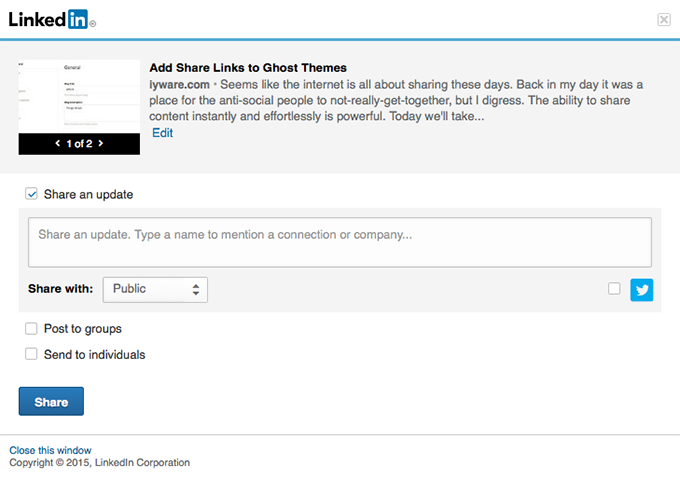 Linked in ®
Add Share Links to Ghost Themes
lyware.com · Seems like the internet is all about sharing these days. Back in my day it was a
place for the anti-social people to not-really-get-together, but I digress. The ability to share
content instantly and effortlessly is powerful. Today we'll take...
Edit
General
< 1 of 2 >
Share an update
Share an update. Type a name to mention a connection or company...
Share with: Public
Post to groups
Send to individuals
Share
Close this window
Copyright © 2015, LinkedIn Corporation